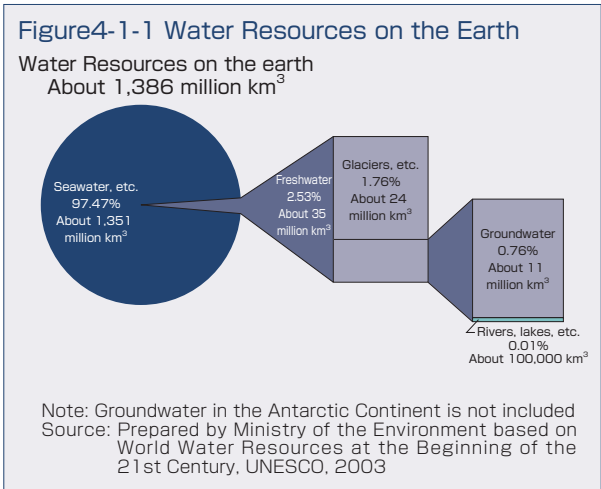 Figure4-1-1 Water Resources on the Earth
Water Resources on the earth
About 1,386 million km³
Seawater, etc.
97.47%
About 1,351
million km³
Freshwater
2.53%
About 35
million km³
Glaciers, etc.
1.76%
About 24
million km³
Groundwater
0.76%
About 11
million km³
Rivers, lakes, etc.
0.01%
About 100,000 km³
Note: Groundwater in the Antarctic Continent is not included
Source: Prepared by Ministry of the Environment based on
World Water Resources at the Beginning of the
21st Century, UNESCO, 2003